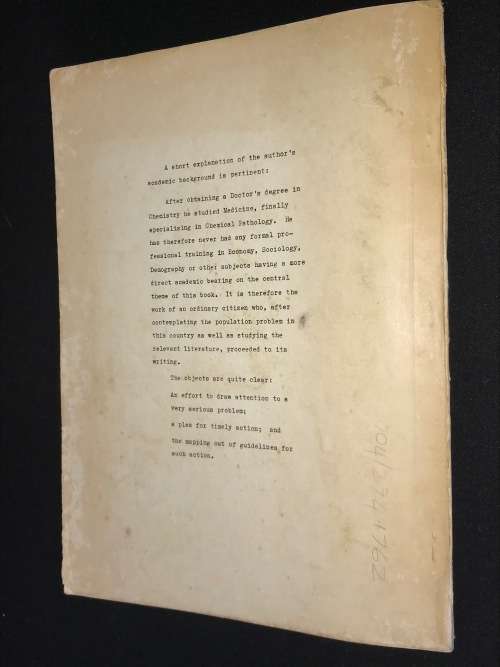 A short explanation of the author's
academic background is pertinent:
After obtaining a Doctor's degree in
Chemistry he studied Medicine, finally
specialising in Chemical Pathology. He
has therefore never had any formal pro-
fessional training in Economy, Sociology,
Demography or other subjects having a more
direct academic bearing on the central
theme of this book. It is therefore the
work of an ordinary citizen who, after
contemplating the population problem in
this country as well as studying the
relevant literature, proceeded to its
writing.
The objects are quite clear:
An effort to draw attention to a
very serious problem;
a plea for timely action; and
the mapping out of guidelines for
such action.